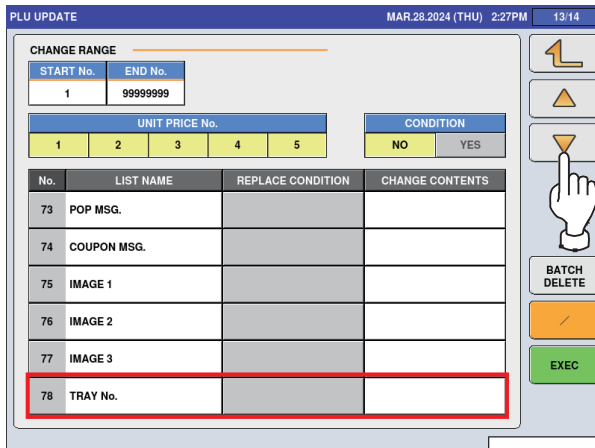 PLU UPDATE MAR.28.2024 (THU) 2:27PM 13/14
CHANGE RANGE
START No. END No.
1 99999999
UNIT PRICE No. CONDITION
1 2 3 4 5 NO YES
No. LIST NAME REPLACE CONDITION CHANGE CONTENTS
73 POP MSG.
74 COUPON MSG.
75 IMAGE 1
76 IMAGE 2
77 IMAGE 3
78 TRAY No.
BATCH
DELETE
/
EXEC